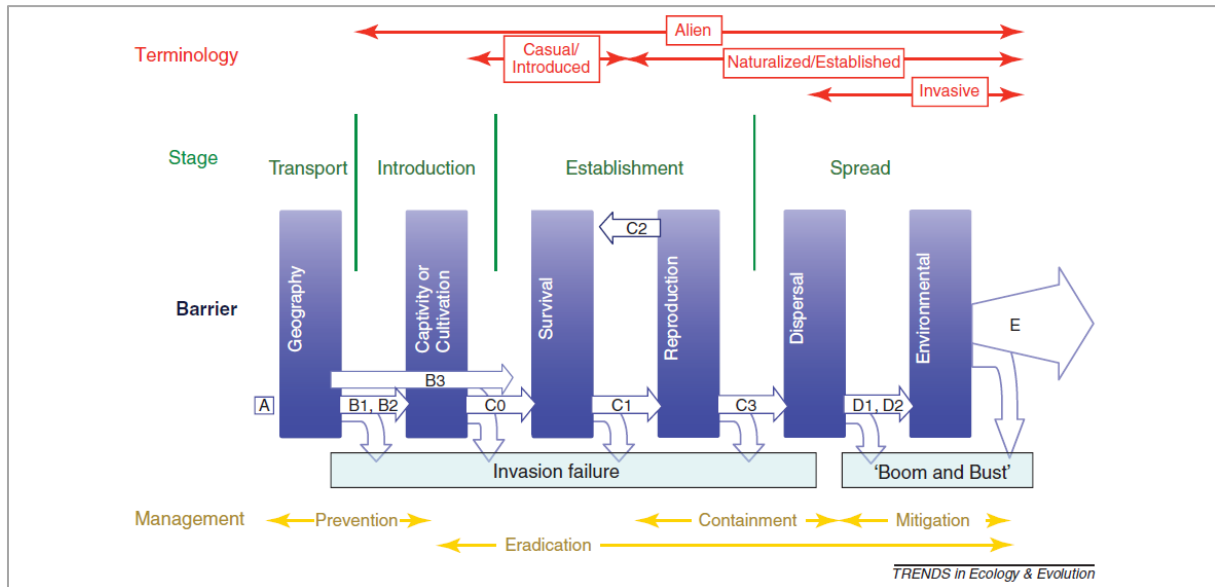 Alien
Terminology
Casual/
Introduced
Naturalized/Established
Invasive
Stage
Transport
Introduction
Establishment
Spread
Barrier
Geography
Captivity or
Cultivation
Survival
Reproduction
Dispersal
Environmental
C2
E
B3
A
B1, B2
C0
C1
C3
D1, D2
Invasion failure
‘Boom and Bust’
Management
Prevention
Containment
Mitigation
Eradication
TRENDS in Ecology & Evolution